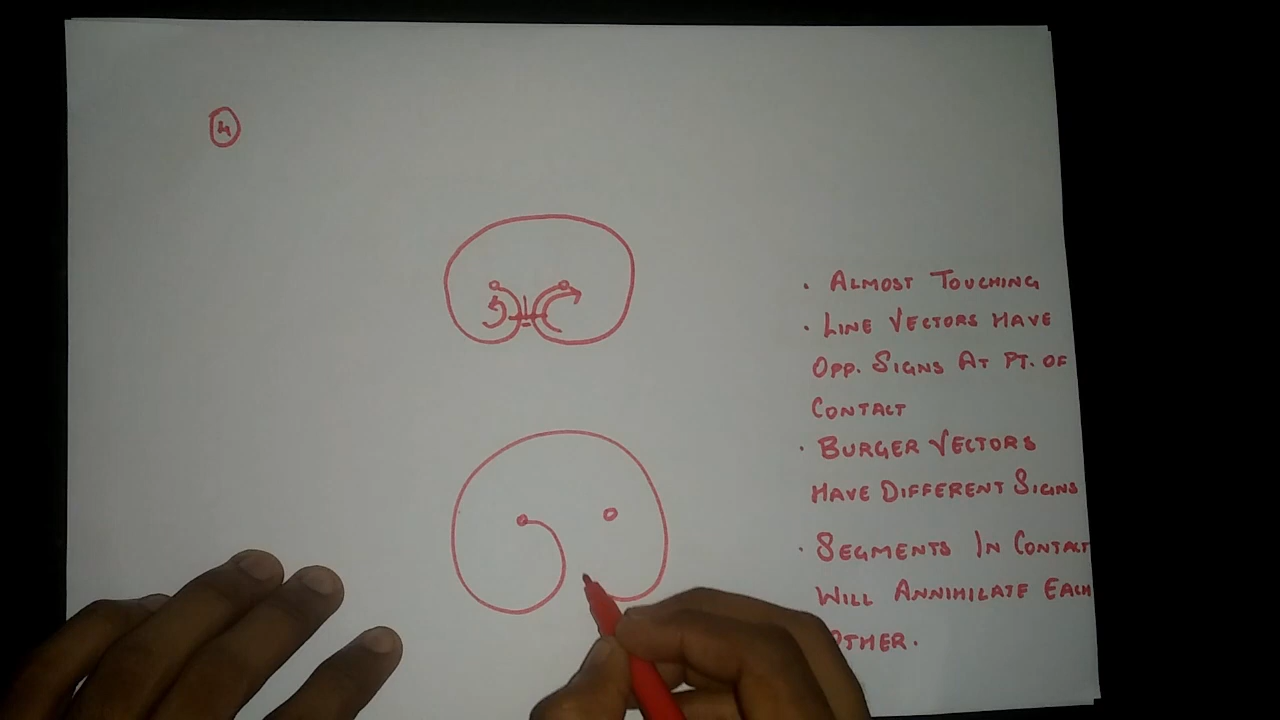 4
· ALMOST TOUCHING
· LINE VECTORS HAVE
OPP. SIGNS AT PT. OF
CONTACT
· BURGER VECTORS
HAVE DIFFERENT SIGNS
· SEGMENTS IN CONTACT
WILL ANNIHILATE EACH
OTHER.